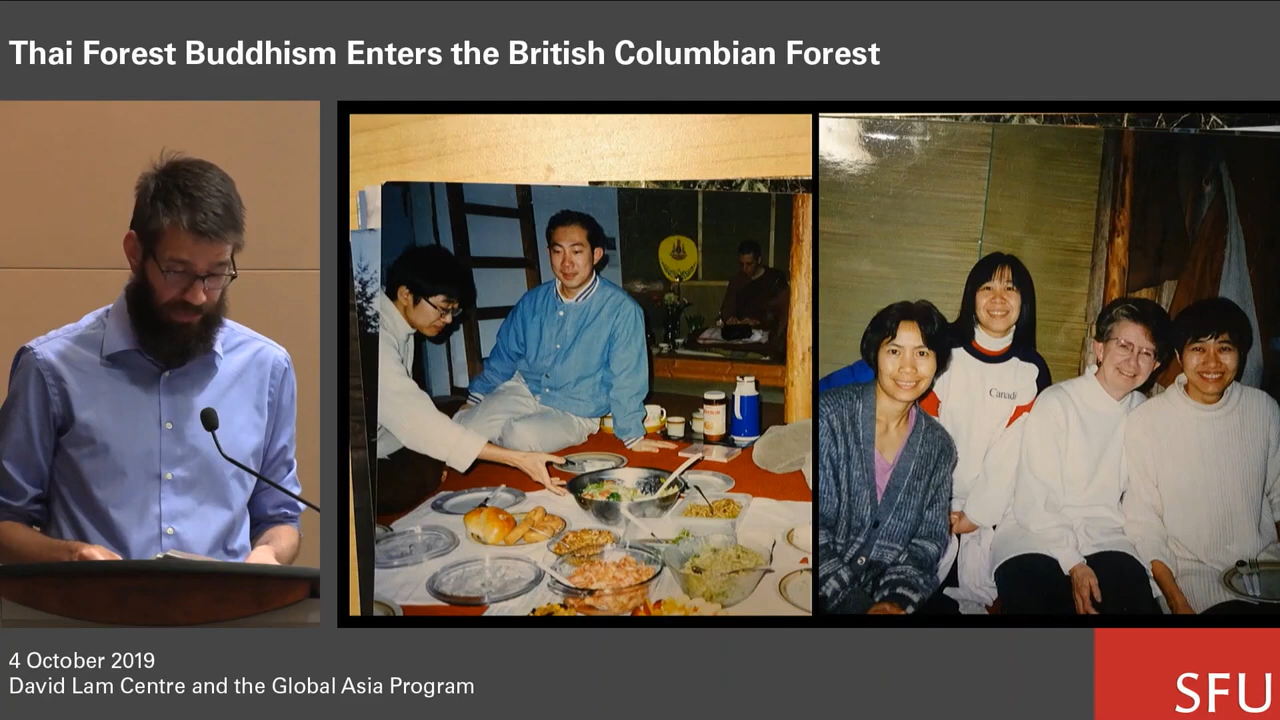 Thai Forest Buddhism Enters the British Columbian Forest
Canada
4 October 2019
David Lam Centre and the Global Asia Program
SFU